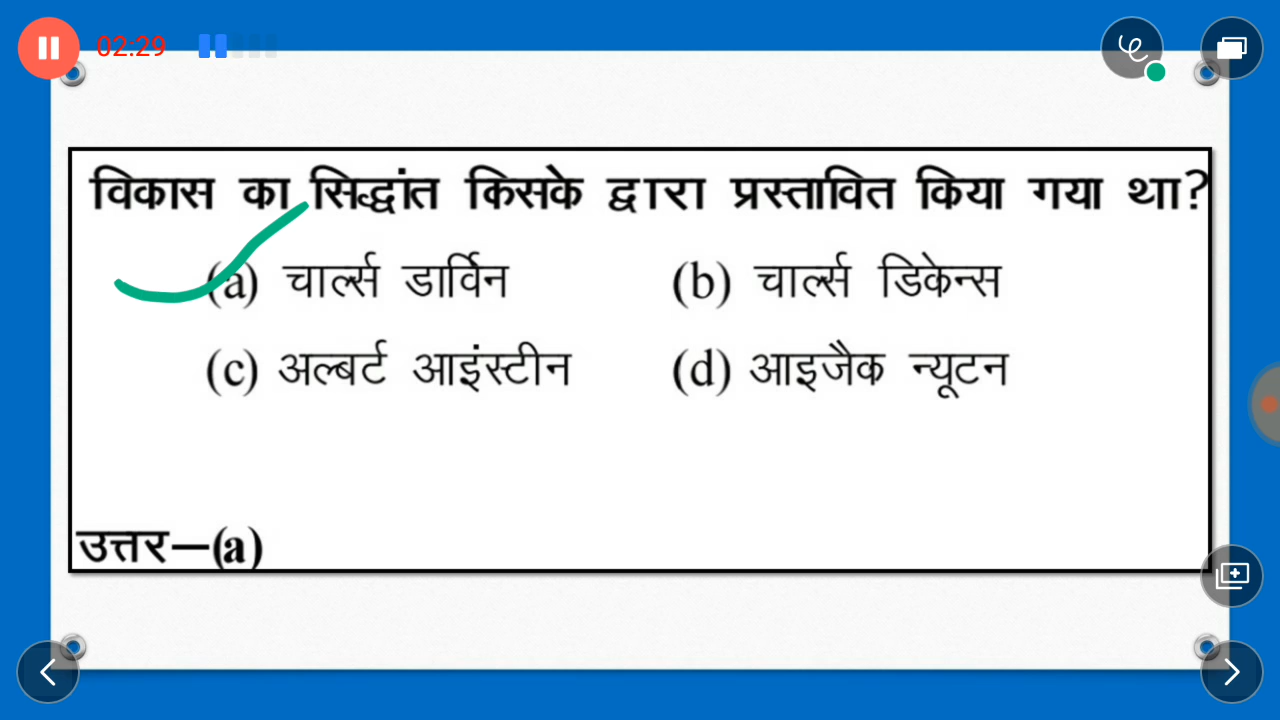 02:29
विकास का सिद्धांत किसके द्वारा प्रस्तावित किया गया था?
(a) चार्ल्स डार्विन (b) चार्ल्स डिकेन्स
(c) अल्बर्ट आइंस्टीन (d) आइजैक न्यूटन
उत्तर—(a)